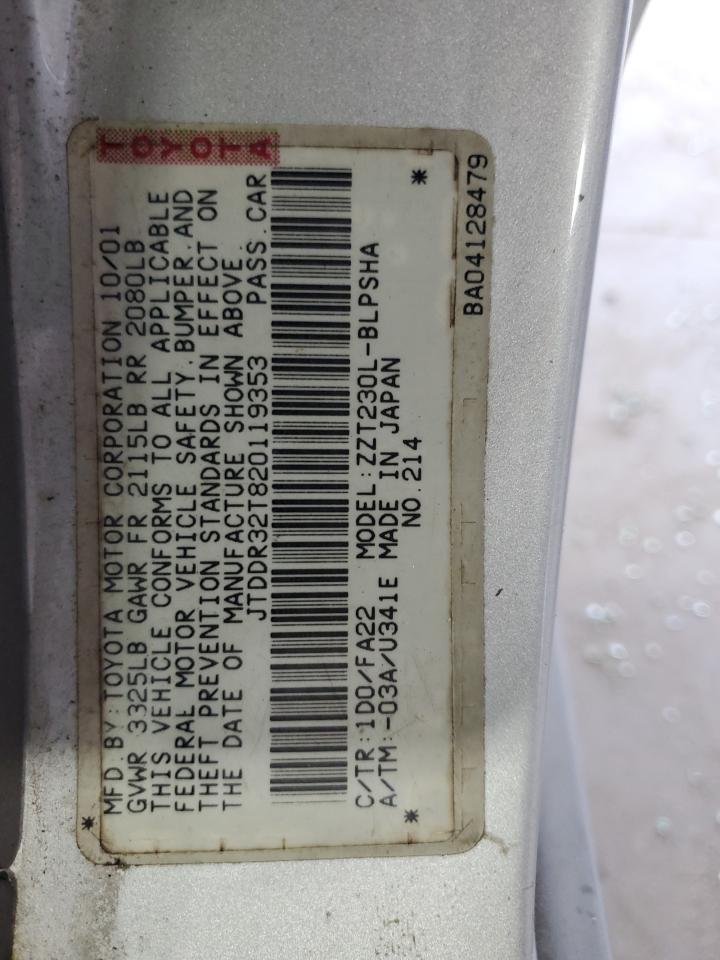 TOYOTA
MFD.BY:TOYOTA MOTOR CORPORATION 10/01
GVWR 3325LB GAWR FR 2115LB RR 2080LB
THIS VEHICLE CONFORMS TO ALL APPLICABLE
FEDERAL MOTOR VEHICLE SAFETY,BUMPER,AND
THEFT PREVENTION STANDARDS IN EFFECT ON
THE DATE OF MANUFACTURE SHOWN ABOVE.
JTDDR32T820119353 PASS.CAR
C/TR:1D0/FA22 MODEL:ZZT230L-BLPSHA
A/TM:-03A/U341E MADE IN JAPAN
NO.214
BA04128479